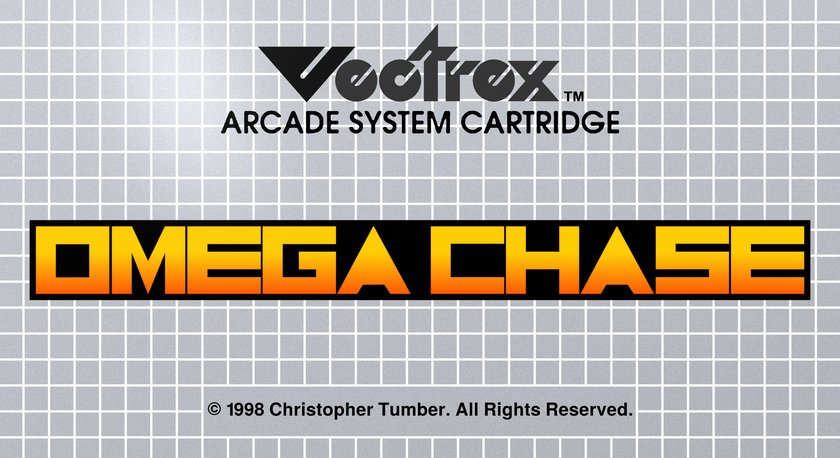 Vectrex™
ARCADE SYSTEM CARTRIDGE
OMEGA CHASE
© 1998 Christopher Tumber. All Rights Reserved.